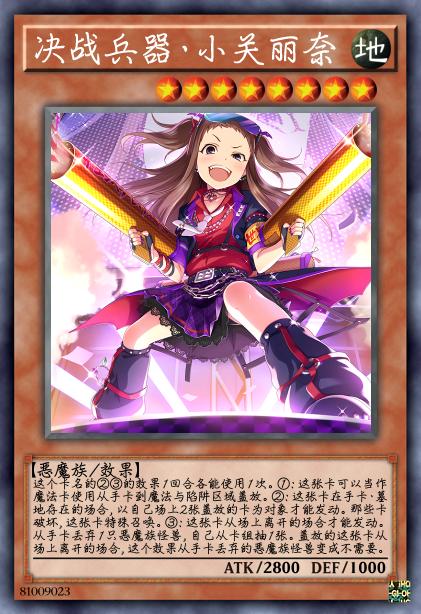 决战兵器·小关丽奈
地
【恶魔族/效果】
这个卡名的②③的效果1回合各能使用1次。①：这张卡可以当作
魔法卡使用从手卡到魔法与陷阱区域盖放。②：这张卡在手卡·墓
地存在的场合，以自己场上2张盖放的卡为对象才能发动。那些卡
破坏，这张卡特殊召唤。③：这张卡从场上离开的场合才能发动。
从手卡丢弃1只恶魔族怪兽，自己从卡组抽1张。盖放的这张卡从
场上离开的场合，这个效果从手卡丢弃的恶魔族怪兽变成不需要。
ATK/2800 DEF/1000
81009023